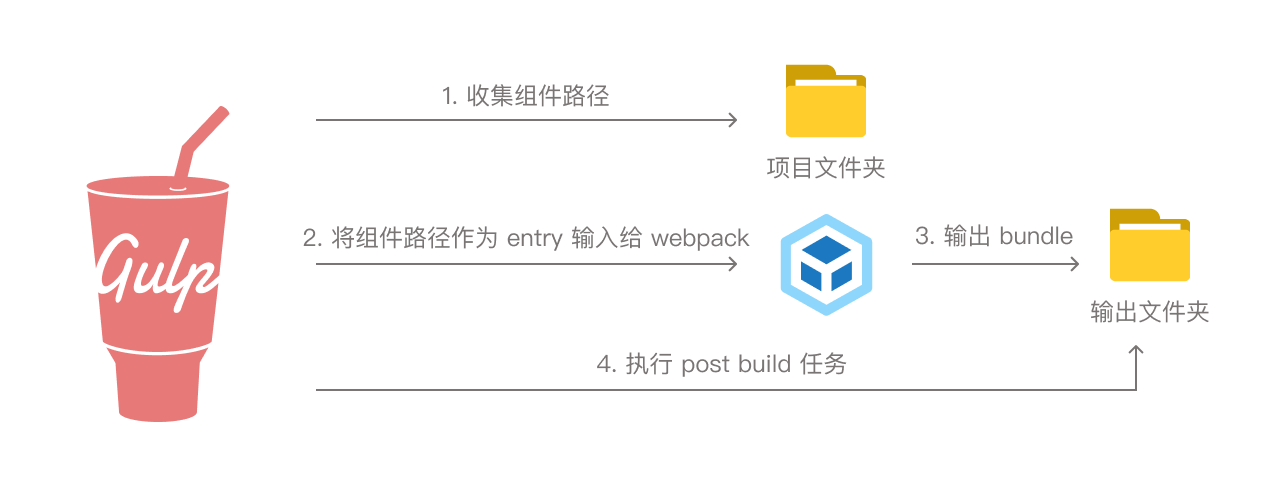 1. 收集组件路径
项目文件夹
Gulp
2. 将组件路径作为 entry 输入给 webpack
3. 输出 bundle
输出文件夹
4. 执行 post build 任务